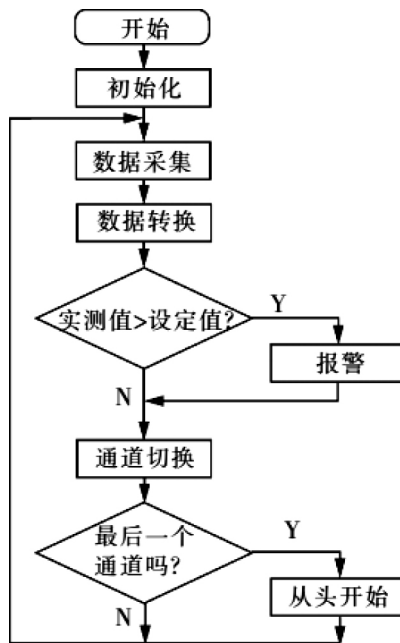 开始
初始化
数据采集
数据转换
实测值>设定值?
Y
报警
N
通道切换
最后一个
通道吗?
Y
从头开始
N